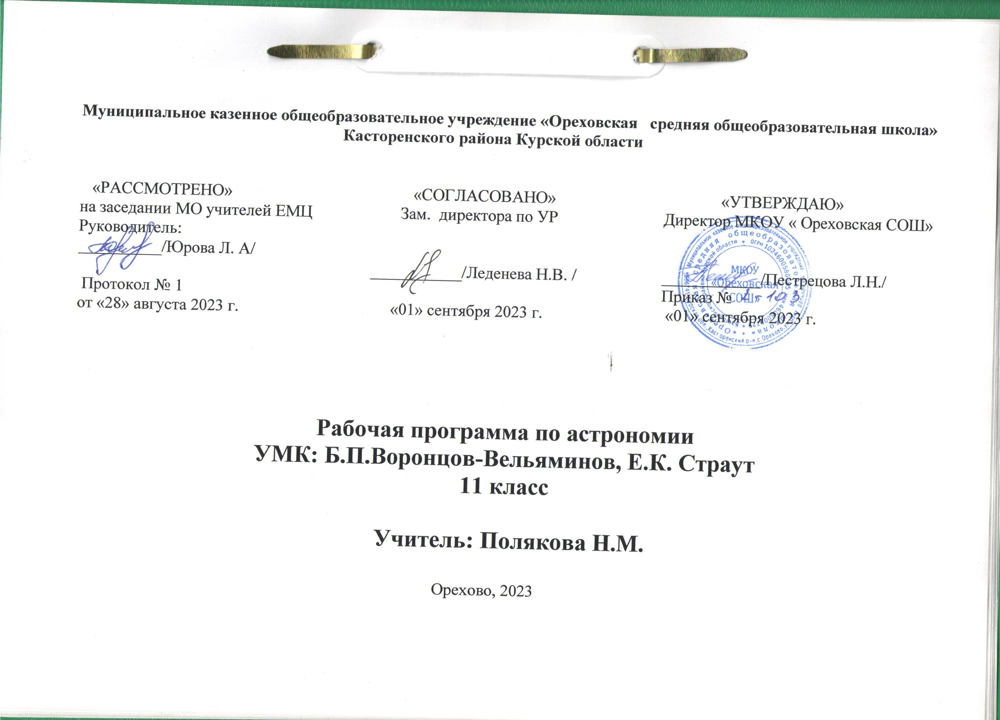 Муниципальное казенное общеобразовательное учреждение «Ореховская средняя общеобразовательная школа»
Касторенского района Курской области
«РАССМОТРЕНО»
на заседании МО учителей ЕМЦ
Руководитель:
/Юрова Л. А/
Протокол № 1
от «28» августа 2023 г.
«СОГЛАСОВАНО»
Зам. директора по УР
/Леденева Н.В. /
«01» сентября 2023 г.
«УТВЕРЖДАЮ»
Директор МКОУ « Ореховская СОШ»
/Пестрецова Л.Н./
Приказ №
«01» сентября 2023 г.
МКОУ
«Ореховская
СОШ»
Рабочая программа по астрономии
УМК: Б.П.Воронцов-Вельяминов, Е.К. Страут
11 класс
Учитель: Полякова Н.М.
Орехово, 2023